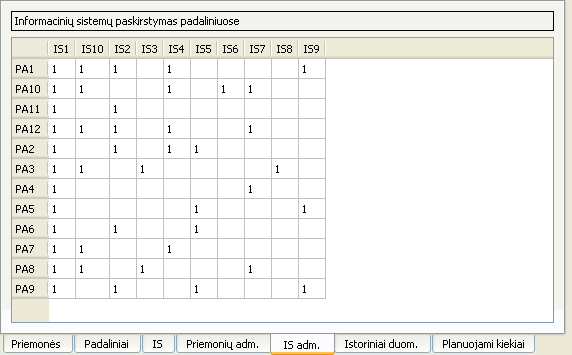 Informacinių sistemų paskirstymas padaliniuose
IS1 IS10 IS2 IS3 IS4 IS5 IS6 IS7 IS8 IS9
PA1 1 1 1 1 1
PA10 1 1 1 1 1
PA11 1 1
PA12 1 1 1 1 1
PA2 1 1 1 1
PA3 1 1 1 1
PA4 1 1
PA5 1 1 1
PA6 1 1 1
PA7 1 1 1
PA8 1 1 1 1
PA9 1 1 1 1
Priemonės Padaliniai IS Priemonių adm. IS adm. Istoriniai duom. Planuojami kiekiai